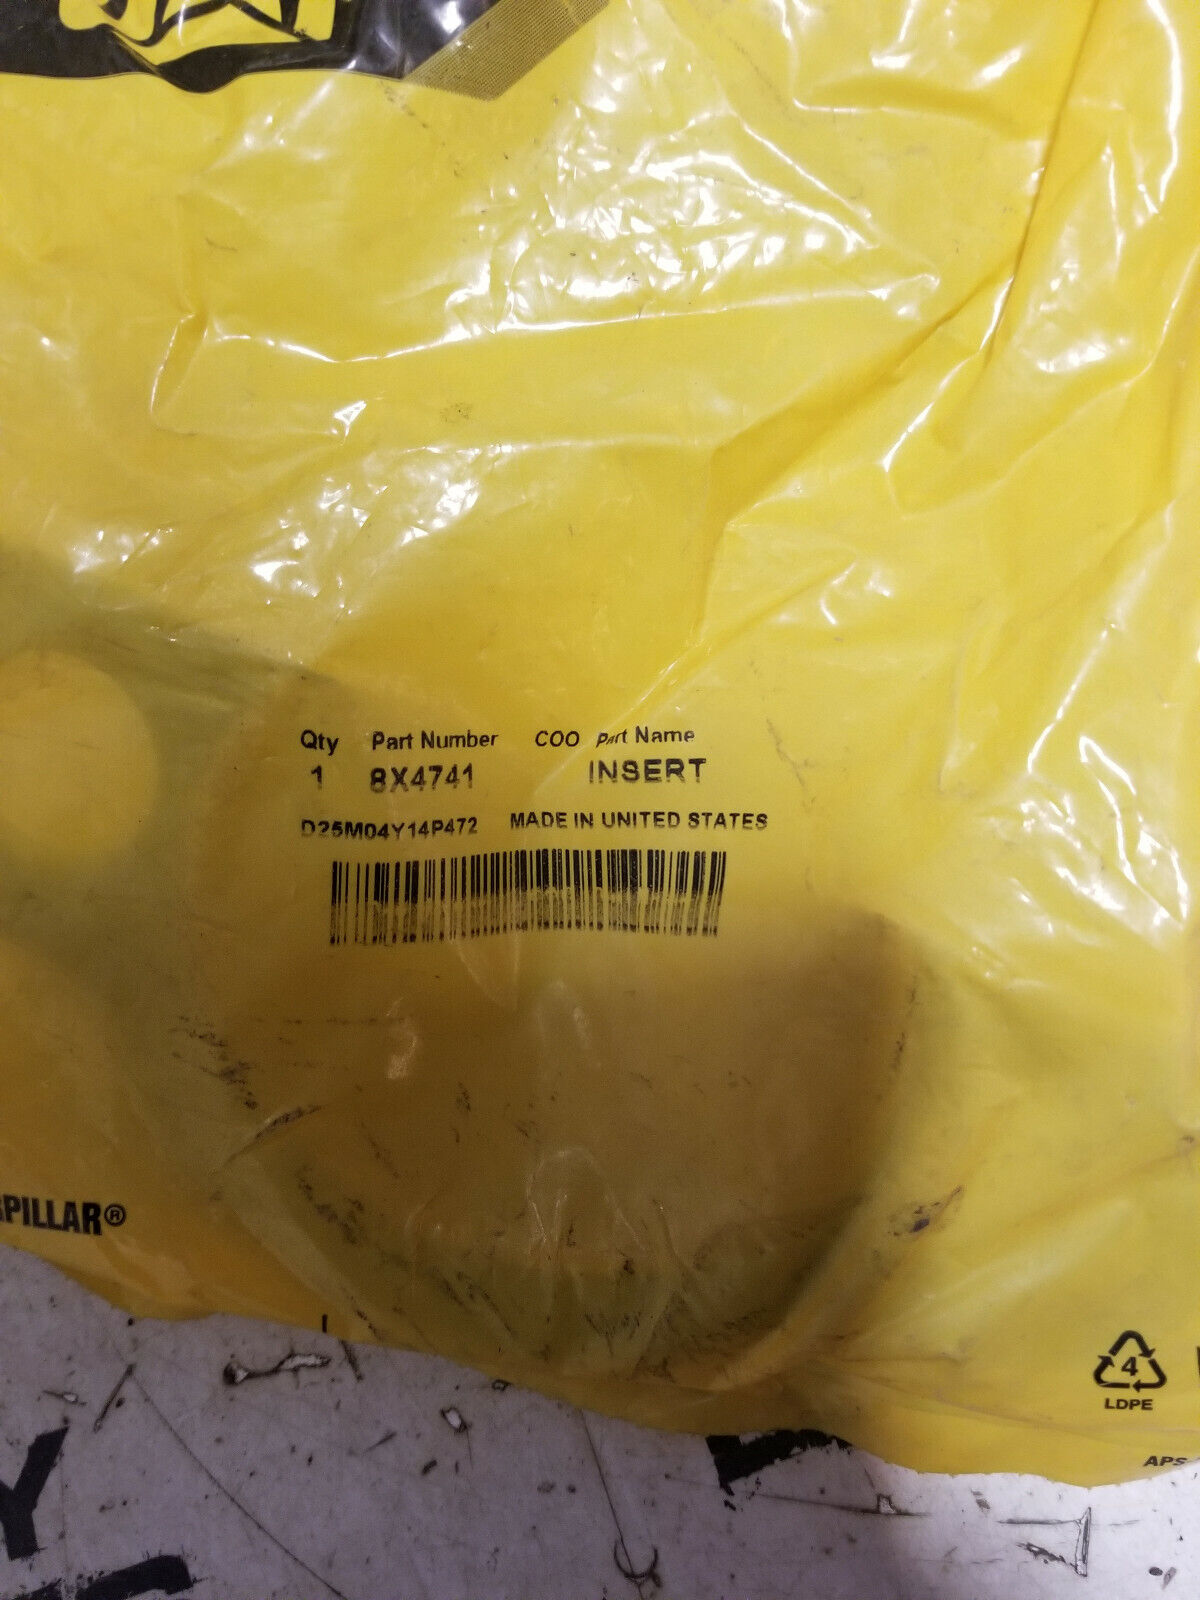 Qty Part Number COO Part Name
1 8X4741 INSERT
D25M04Y14P472 MADE IN UNITED STATES
PILLAR®
4
LDPE
APS